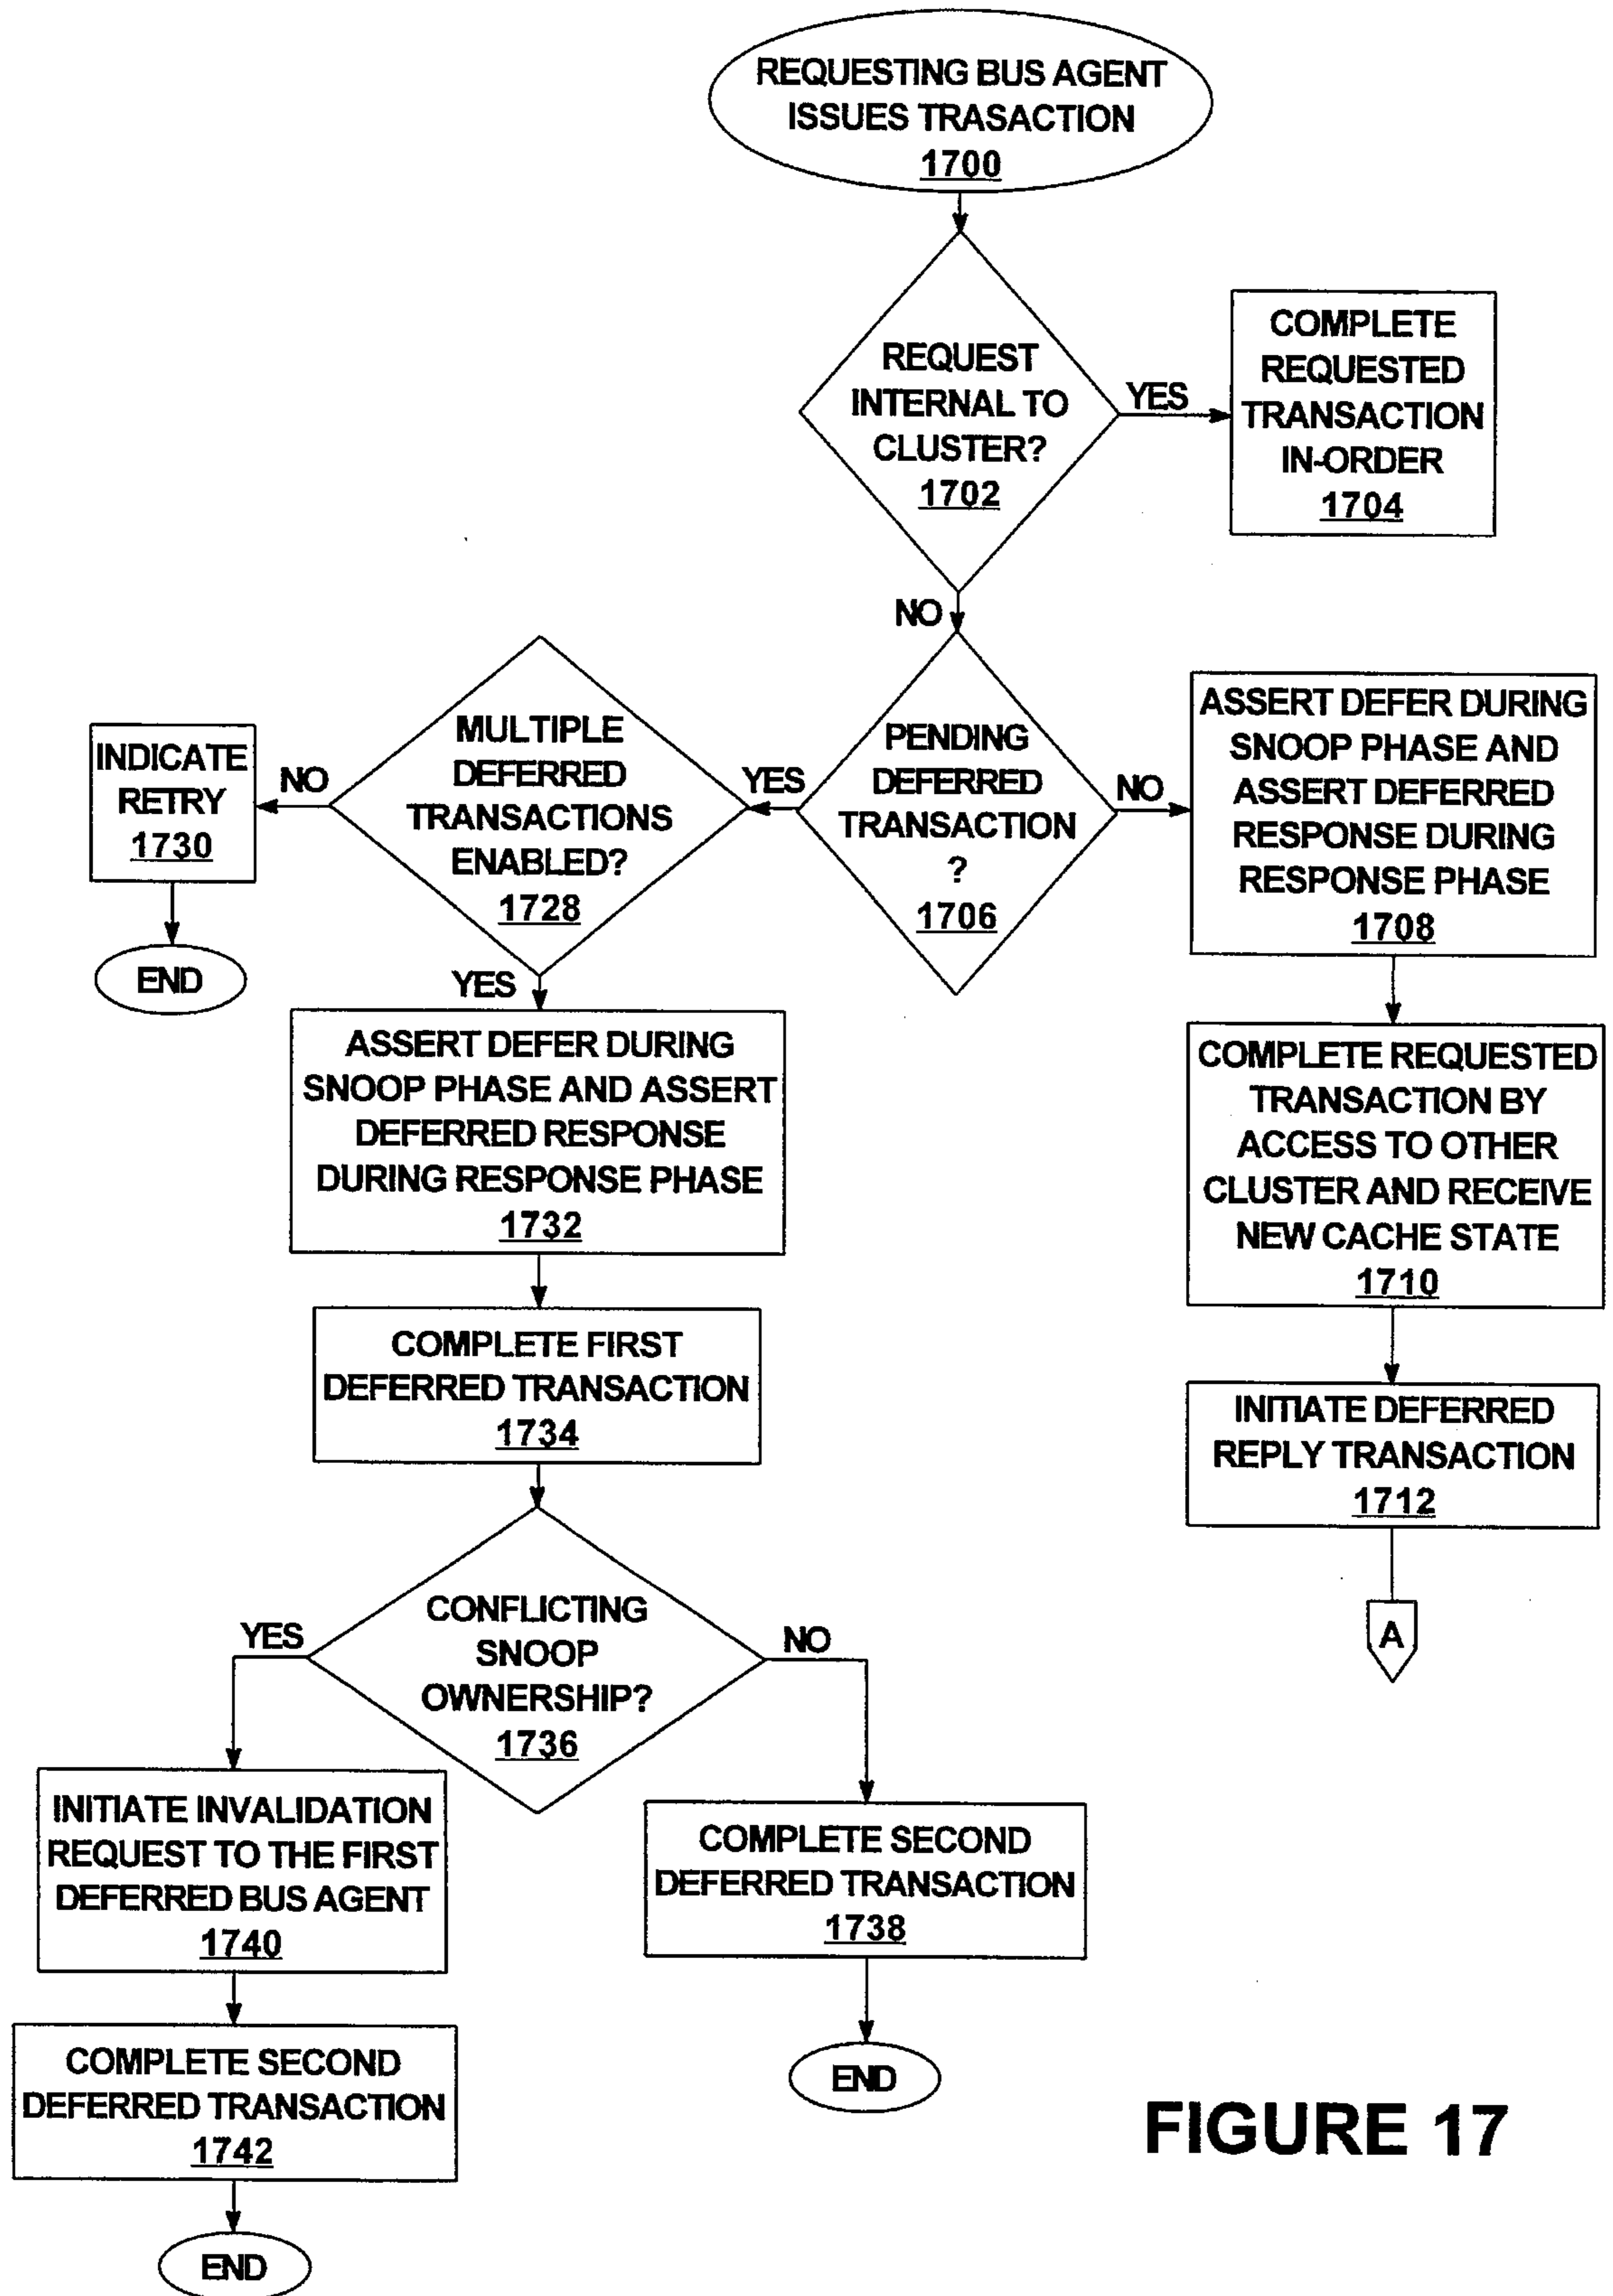 REQUESTING BUS AGENT
ISSUES TRASACTION
1700
REQUEST
INTERNAL TO
CLUSTER?
1702
YES
COMPLETE
REQUESTED
TRANSACTION
IN-ORDER
1704
NO
PENDING
DEFERRED
TRANSACTION
?
1706
NO
ASSERT DEFER DURING
SNOOP PHASE AND
ASSERT DEFERRED
RESPONSE DURING
RESPONSE PHASE
1708
COMPLETE REQUESTED
TRANSACTION BY
ACCESS TO OTHER
CLUSTER AND RECEIVE
NEW CACHE STATE
1710
INITIATE DEFERRED
REPLY TRANSACTION
1712
A
YES
MULTIPLE
DEFERRED
TRANSACTIONS
ENABLED?
1728
NO
INDICATE
RETRY
1730
END
YES
ASSERT DEFER DURING
SNOOP PHASE AND ASSERT
DEFERRED RESPONSE
DURING RESPONSE PHASE
1732
COMPLETE FIRST
DEFERRED TRANSACTION
1734
CONFLICTING
SNOOP
OWNERSHIP?
1736
YES
INITIATE INVALIDATION
REQUEST TO THE FIRST
DEFERRED BUS AGENT
1740
COMPLETE SECOND
DEFERRED TRANSACTION
1742
END
NO
COMPLETE SECOND
DEFERRED TRANSACTION
1738
END
FIGURE 17